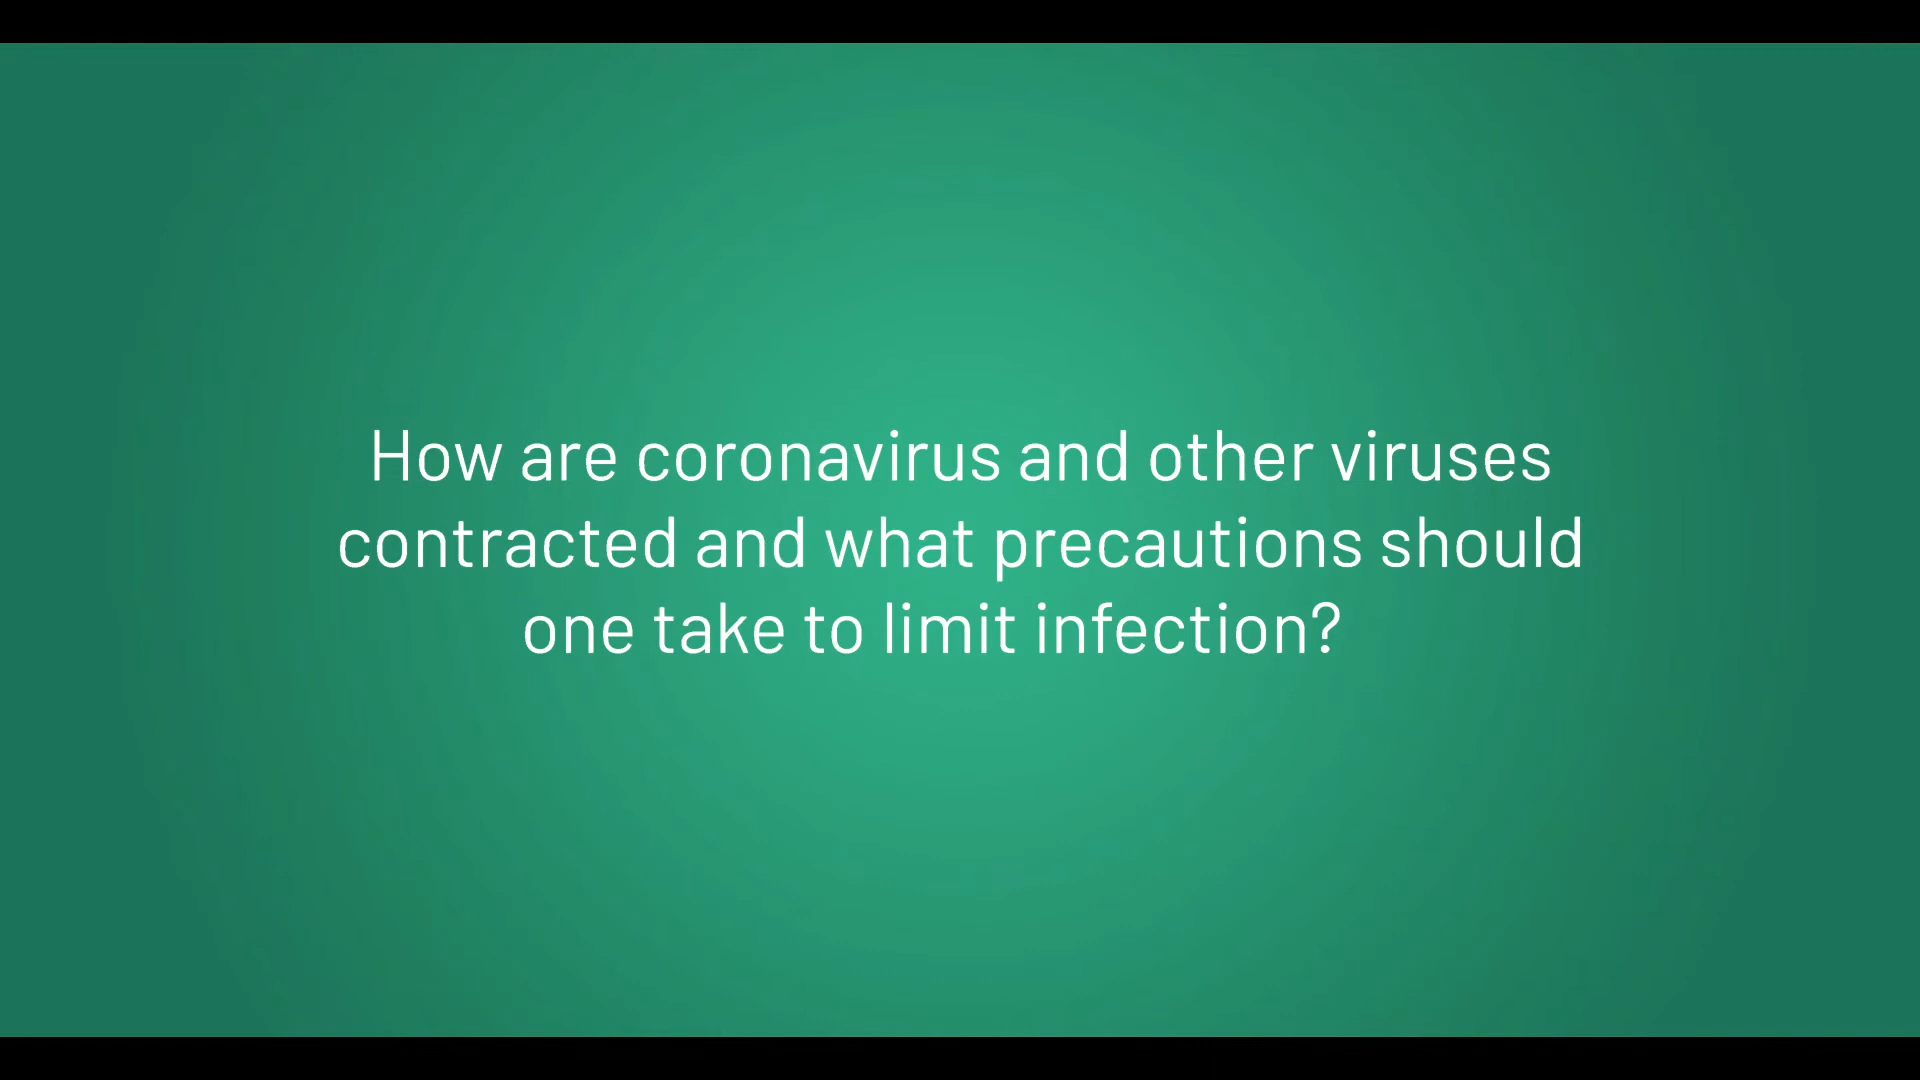 How are coronavirus and other viruses
contracted and what precautions should
one take to limit infection?